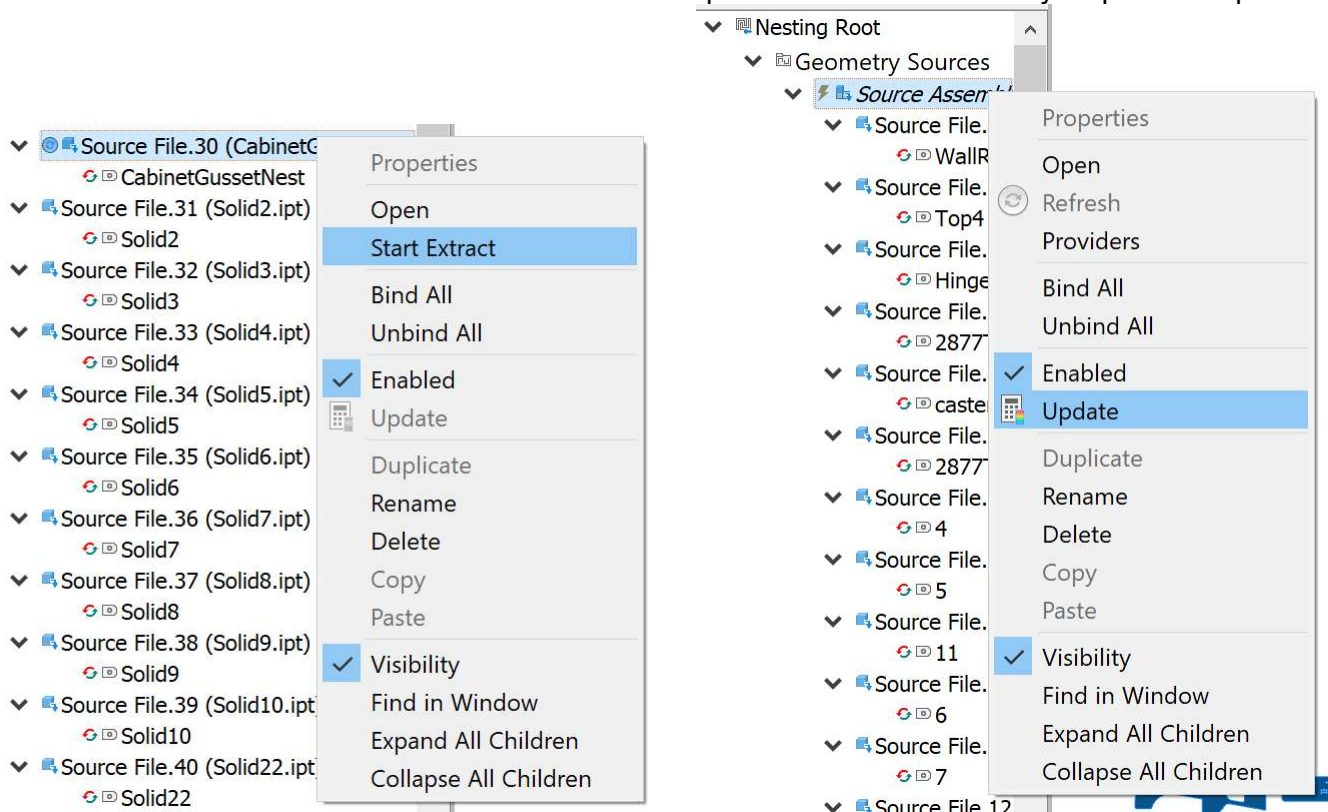 Source File.30 (CabinetG
CabinetGussetNest
Source File.31 (Solid2.ipt)
Solid2
Source File.32 (Solid3.ipt)
Solid3
Source File.33 (Solid4.ipt)
Solid4
Source File.34 (Solid5.ipt)
Solid5
Source File.35 (Solid6.ipt)
Solid6
Source File.36 (Solid7.ipt)
Solid7
Source File.37 (Solid8.ipt)
Solid8
Source File.38 (Solid9.ipt)
Solid9
Source File.39 (Solid10.ipt
Solid10
Source File.40 (Solid22.ipt
Solid22
Properties
Open
Start Extract
Bind All
Unbind All
Enabled
Update
Duplicate
Rename
Delete
Copy
Paste
Visibility
Find in Window
Expand All Children
Collapse All Children
Nesting Root
Geometry Sources
Source Assembl
Source File.
WallR
Source File.
Top4
Source File.
Hinge
Source File.
2877
Source File.
caste
Source File.
2877
Source File.
4
Source File.
5
Source File.
11
Source File.
6
Source File.
7
Source File.12
Properties
Open
Refresh
Providers
Bind All
Unbind All
Enabled
Update
Duplicate
Rename
Delete
Copy
Paste
Visibility
Find in Window
Expand All Children
Collapse All Children